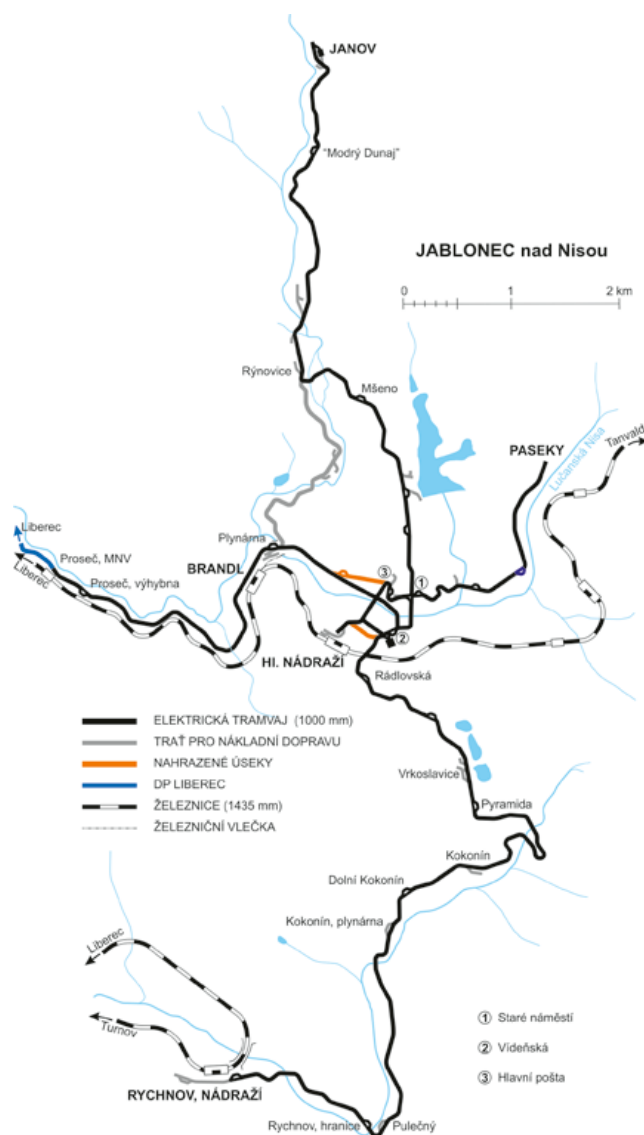 JANOV
"Modrý Dunaj"
JABLONEC nad Nisou
0 1 2 km
Rýnovice
Mšeno
Lučanská Nisa
Tanvald
PASEKY
Liberec
Plynárna
Proseč, MNV
BRANDL
Liberec
Proseč, výhybna
3
1
2
Hl. NÁDRAŽÍ
Rádlovská
ELEKTRICKÁ TRAMVAJ (1000 mm)
TRAŤ PRO NÁKLADNÍ DOPRAVU
NAHRAZENÉ ÚSEKY
DP LIBEREC
ŽELEZNICE (1435 mm)
ŽELEZNIČNÍ VLEČKA
Vrkoslavice
Pyramida
Kokonín
Dolní Kokonín
Kokonín, plynárna
Liberec
Turnov
1 Staré náměstí
2 Vídeňská
3 Hlavní pošta
RYCHNOV, NÁDRAŽÍ
Rychnov, hranice
Pulečný